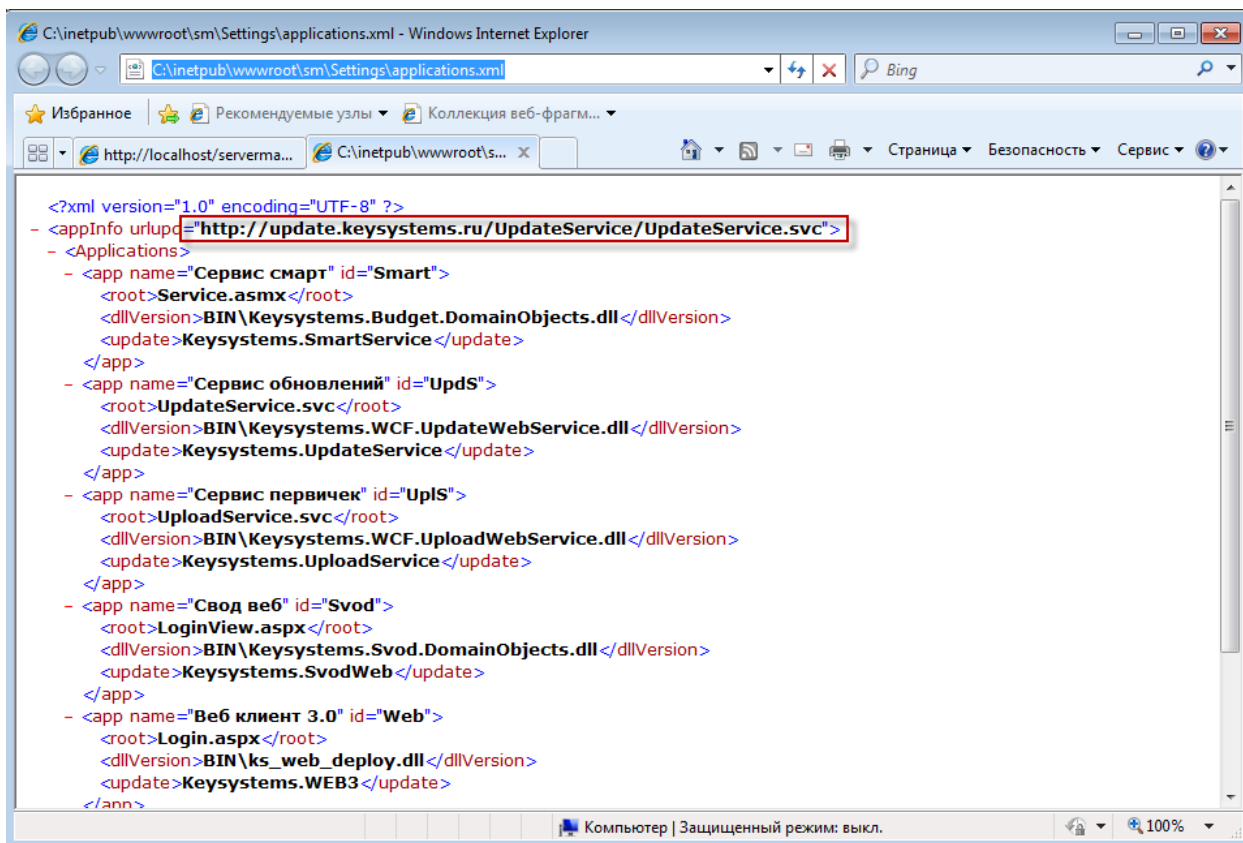 C:\inetpub\wwwroot\sm\Settings\applications.xml - Windows Internet Explorer
C:\inetpub\wwwroot\sm\Settings\applications.xml Bing
Избранное Рекомендуемые узлы Коллекция веб-фрагм...
http://localhost/serverma... C:\inetpub\wwwroot\s... Страница Безопасность Сервис
<?xml version="1.0" encoding="UTF-8" ?>
- <appInfo urlupd="http://update.keysystems.ru/UpdateService/UpdateService.svc">
- <Applications>
- <app name="Сервис смарт" id="Smart">
<root>Service.asmx</root>
<dllVersion>BIN\Keysystems.Budget.DomainObjects.dll</dllVersion>
<update>Keysystems.SmartService</update>
</app>
- <app name="Сервис обновлений" id="UpdS">
<root>UpdateService.svc</root>
<dllVersion>BIN\Keysystems.WCF.UpdateWebService.dll</dllVersion>
<update>Keysystems.UpdateService</update>
</app>
- <app name="Сервис первичек" id="UplS">
<root>UploadService.svc</root>
<dllVersion>BIN\Keysystems.WCF.UploadWebService.dll</dllVersion>
<update>Keysystems.UploadService</update>
</app>
- <app name="Свод веб" id="Svod">
<root>LoginView.aspx</root>
<dllVersion>BIN\Keysystems.Svod.DomainObjects.dll</dllVersion>
<update>Keysystems.SvodWeb</update>
</app>
- <app name="Веб клиент 3.0" id="Web">
<root>Login.aspx</root>
<dllVersion>BIN\ks_web_deploy.dll</dllVersion>
<update>Keysystems.WEB3</update>
</app>
Компьютер | Защищенный режим: выкл. 100%